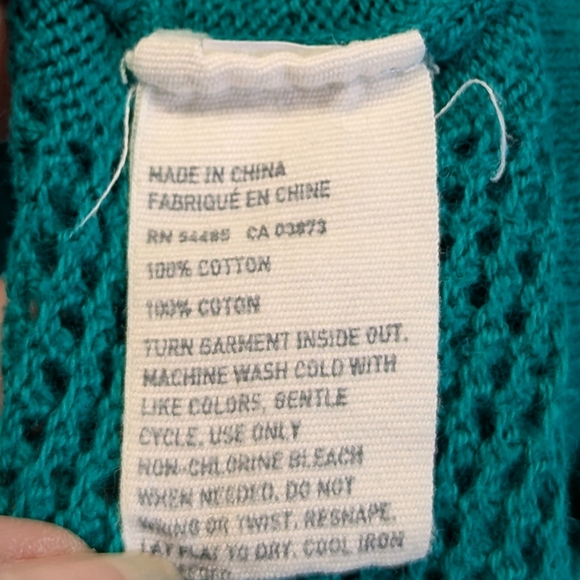 MADE IN CHINA
FABRIQUÉ EN CHINE
RN 54485 CA 03873
100% COTTON
100% COTON
TURN GARMENT INSIDE OUT.
MACHINE WASH COLD WITH
LIKE COLORS, GENTLE
CYCLE. USE ONLY
NON-CHLORINE BLEACH
WHEN NEEDED. DO NOT
WRING OR TWIST. RESHAPE.
LAY FLAT TO DRY. COOL IRON